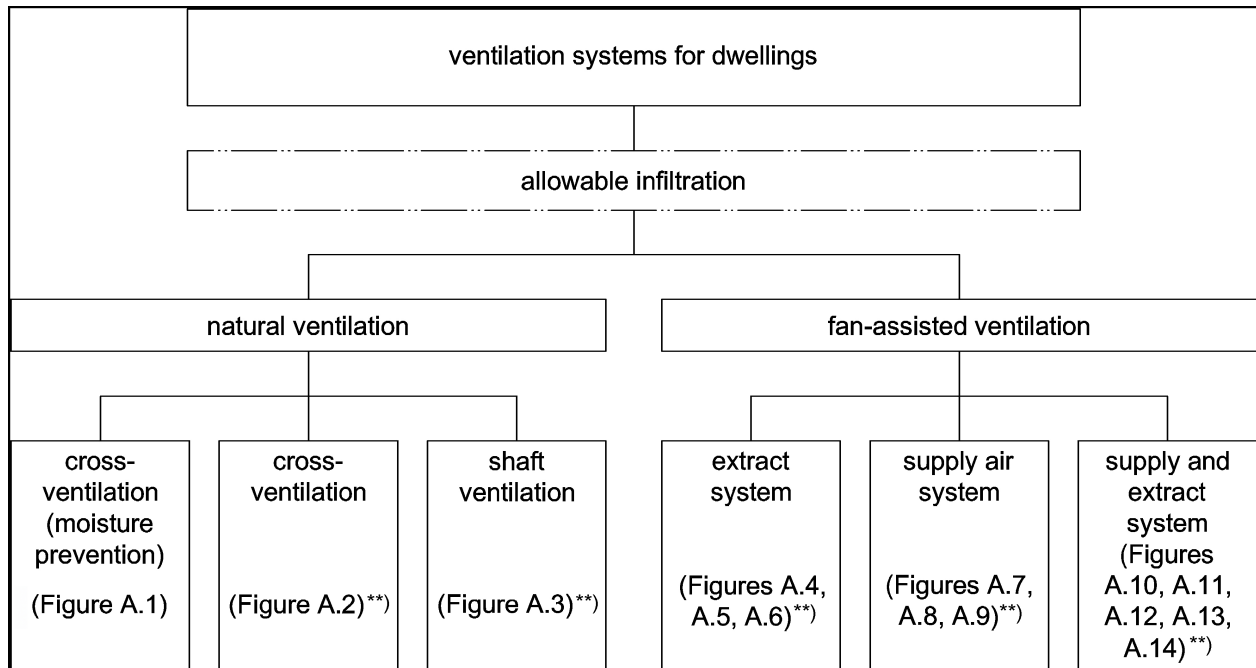 ventilation systems for dwellings
allowable infiltration
natural ventilation
fan-assisted ventilation
cross-
ventilation
(moisture
prevention)
(Figure A.1)
cross-
ventilation
(Figure A.2)**)
shaft
ventilation
(Figure A.3)**)
extract
system
(Figures A.4,
A.5, A.6)**)
supply air
system
(Figures A.7,
A.8, A.9)**)
supply and
extract
system
(Figures
A.10, A.11,
A.12, A.13,
A.14)**)